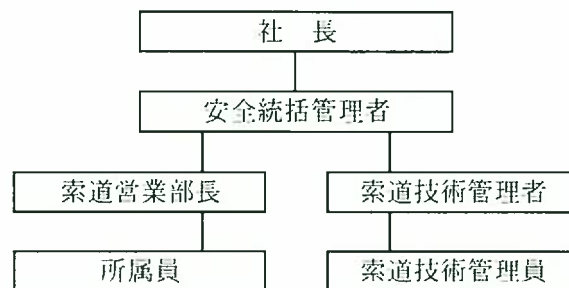 社　長
安全統括管理者
索道営業部長
索道技術管理者
所属員
索道技術管理員